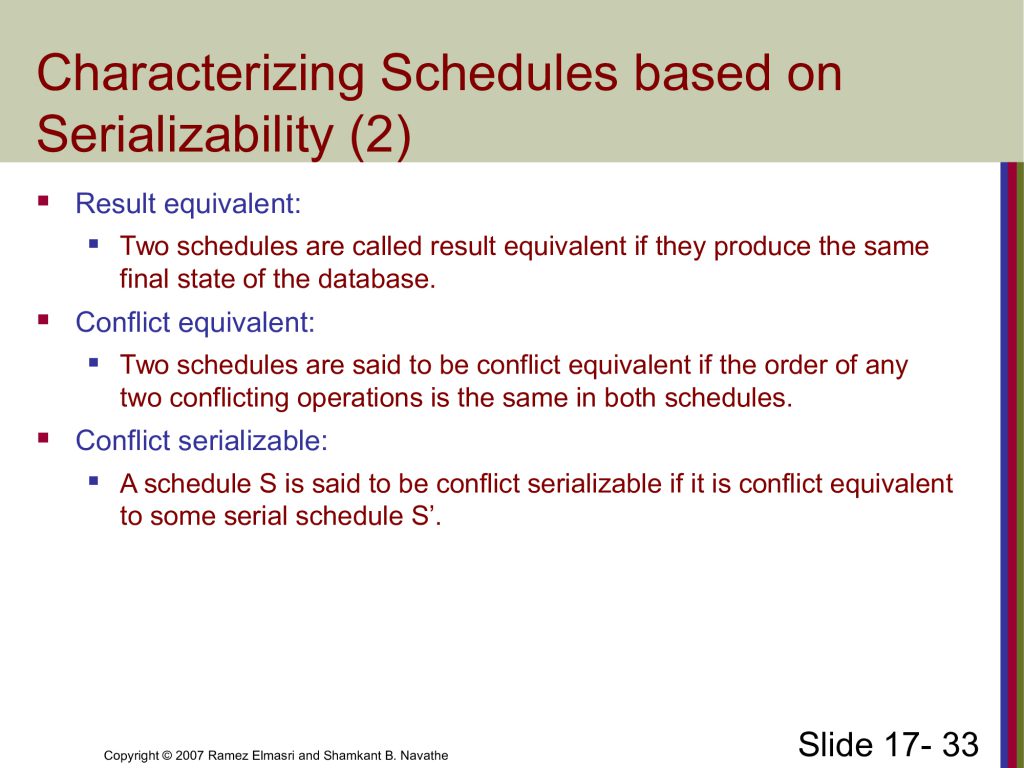 Characterizing Schedules based on
Serializability (2)
Result equivalent:
Two schedules are called result equivalent if they produce the same
final state of the database.
Conflict equivalent:
Two schedules are said to be conflict equivalent if the order of any
two conflicting operations is the same in both schedules.
Conflict serializable:
A schedule S is said to be conflict serializable if it is conflict equivalent
to some serial schedule S’.
Copyright © 2007 Ramez Elmasri and Shamkant B. Navathe
Slide 17- 33